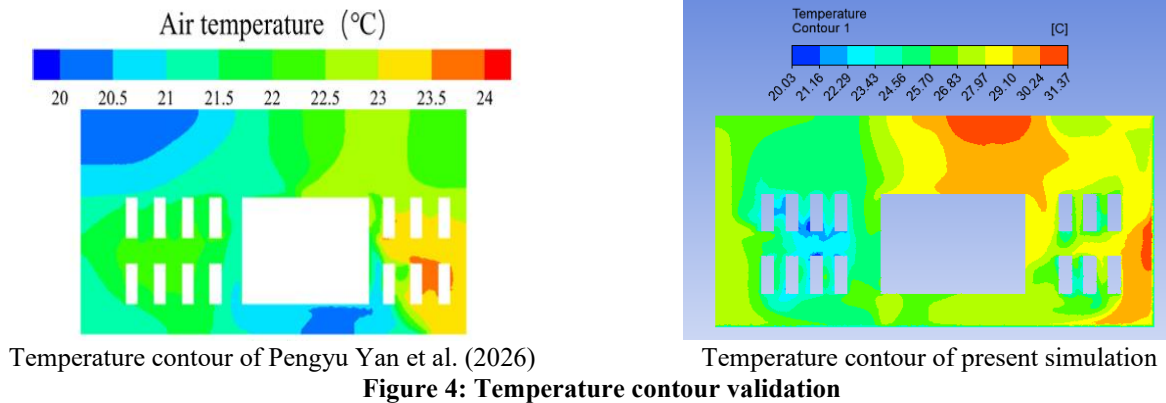 Air temperature (℃)
20 20.5 21 21.5 22 22.5 23 23.5 24
Temperature
Contour 1
[C]
20.03 21.16 22.29 23.43 24.56 25.70 26.83 27.97 29.10 30.24 31.37
Temperature contour of Pengyu Yan et al. (2026)
Temperature contour of present simulation
Figure 4: Temperature contour validation